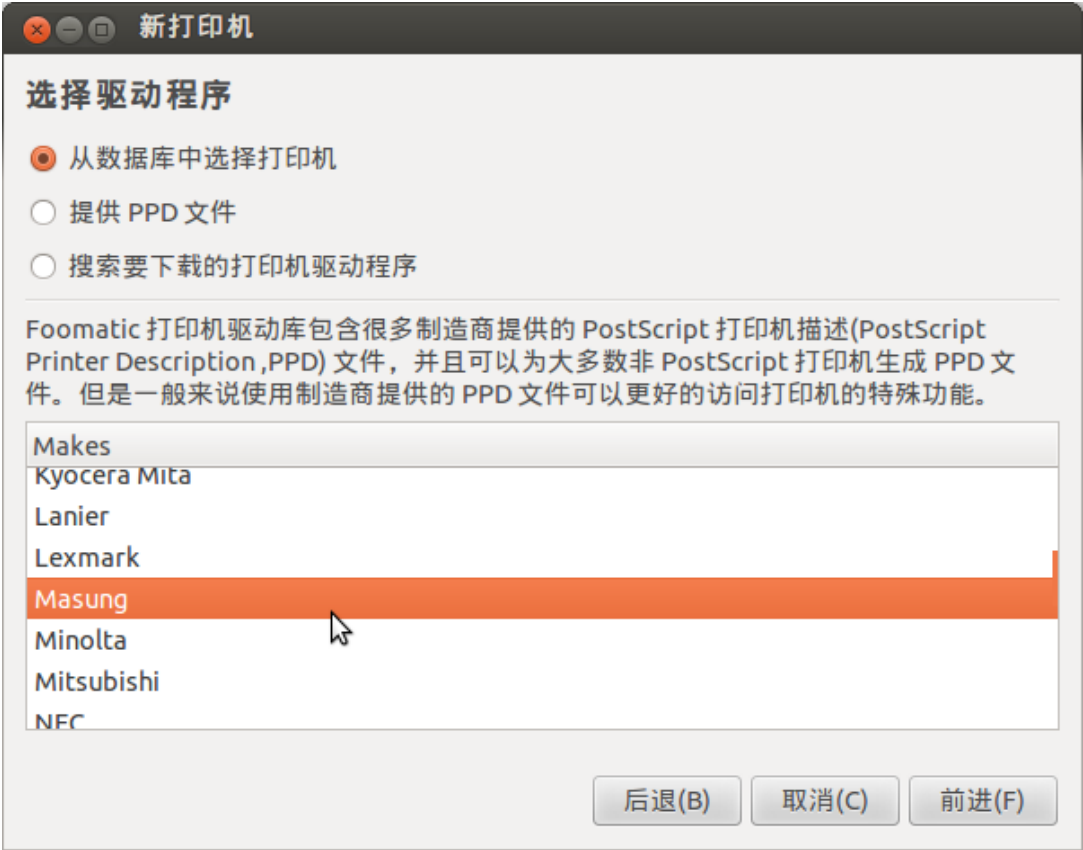 新打印机
选择驱动程序
从数据库中选择打印机
提供 PPD 文件
搜索要下载的打印机驱动程序
Foomatic 打印机驱动库包含很多制造商提供的 PostScript 打印机描述(PostScript
Printer Description ,PPD) 文件，并且可以为大多数非 PostScript 打印机生成 PPD 文
件。但是一般来说使用制造商提供的 PPD 文件可以更好的访问打印机的特殊功能。
Makes
Kyocera Mita
Lanier
Lexmark
Masung
Minolta
Mitsubishi
NEC
后退(B) 取消(C) 前进(F)